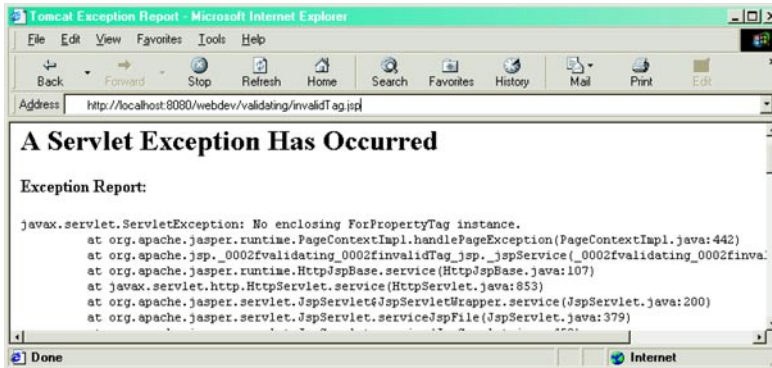 Tomcat Exception Report - Microsoft Internet Explorer
File Edit View Favorites Tools Help
Back Forward Stop Refresh Home Search Favorites History Mail Print Edit
Address http://localhost:8080/webdev/validating/invalidTag.jsp
A Servlet Exception Has Occurred
Exception Report:
javax.servlet.ServletException: No enclosing ForPropertyTag instance.
at org.apache.jasper.runtime.PageContextImpl.handlePageException(PageContextImpl.java:442)
at org.apache.jsp._0002fvalidating_0002finvalidTag_jsp._jspService(_0002fvalidating_0002finva
at org.apache.jasper.runtime.HttpJspBase.service(HttpJspBase.java:107)
at javax.servlet.http.HttpServlet.service(HttpServlet.java:853)
at org.apache.jasper.servlet.JspServlet$JspServletWrapper.service(JspServlet.java:200)
at org.apache.jasper.servlet.JspServlet.serviceJspFile(JspServlet.java:379)
Done Internet